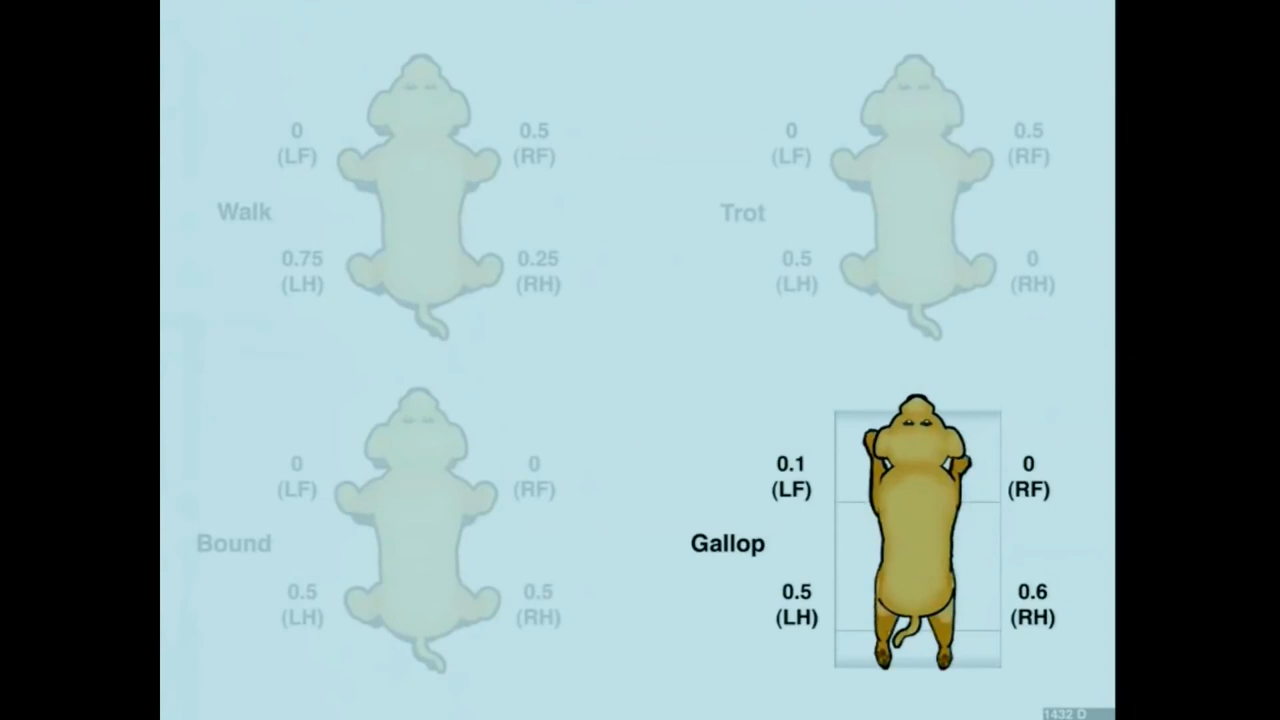 0
(LF)
0.5
(RF)
Walk
0.75
(LH)
0.25
(RH)
0
(LF)
0.5
(RF)
Trot
0.5
(LH)
0
(RH)
0
(LF)
0
(RF)
Bound
0.5
(LH)
0.5
(RH)
0.1
(LF)
0
(RF)
Gallop
0.5
(LH)
0.6
(RH)
1432 D